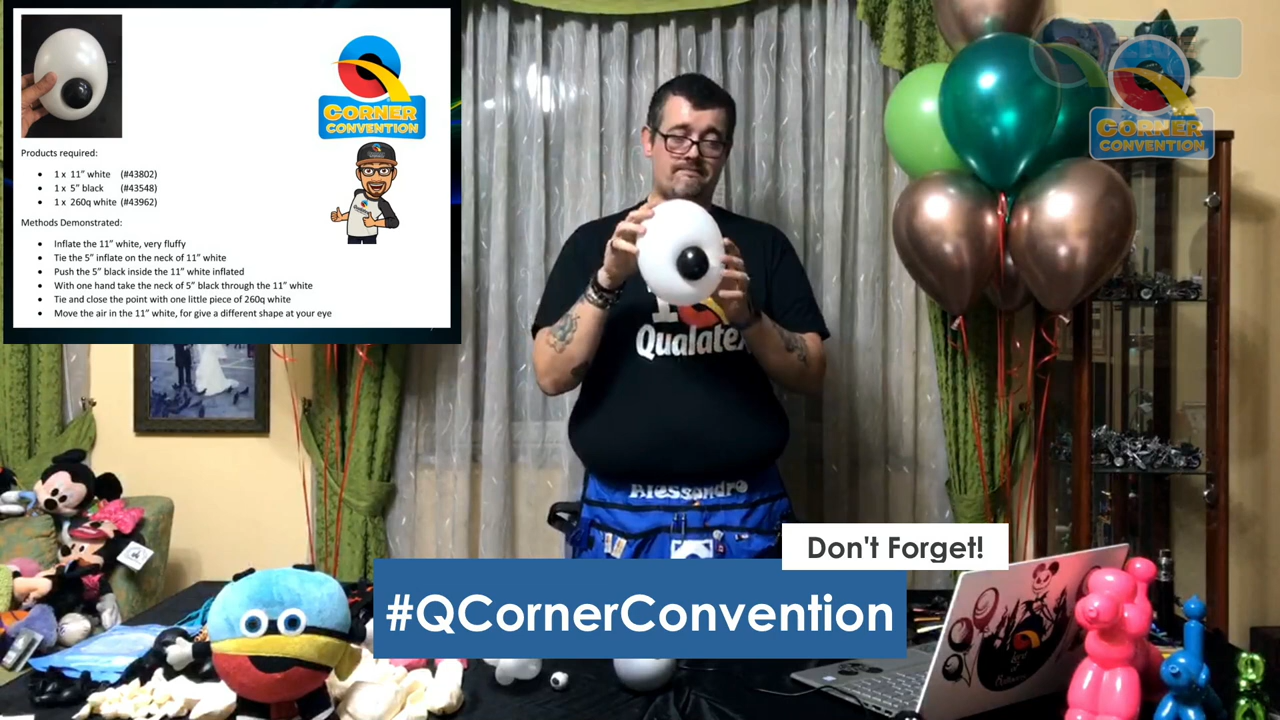 CORNER
CONVENTION
Products required:
1 x 11" white (#43802)
1 x 5" black (#43548)
1 x 260q white (#43962)
Methods Demonstrated:
Inflate the 11" white, very fluffy
Tie the 5" inflate on the neck of 11" white
Push the 5" black inside the 11" white inflated
With one hand take the neck of 5" black through the 11" white
Tie and close the point with one little piece of 260q white
Move the air in the 11" white, for give a different shape at your eye
CORNER
CONVENTION
Qualatex
Alessandro
Don't Forget!
#QCornerConvention